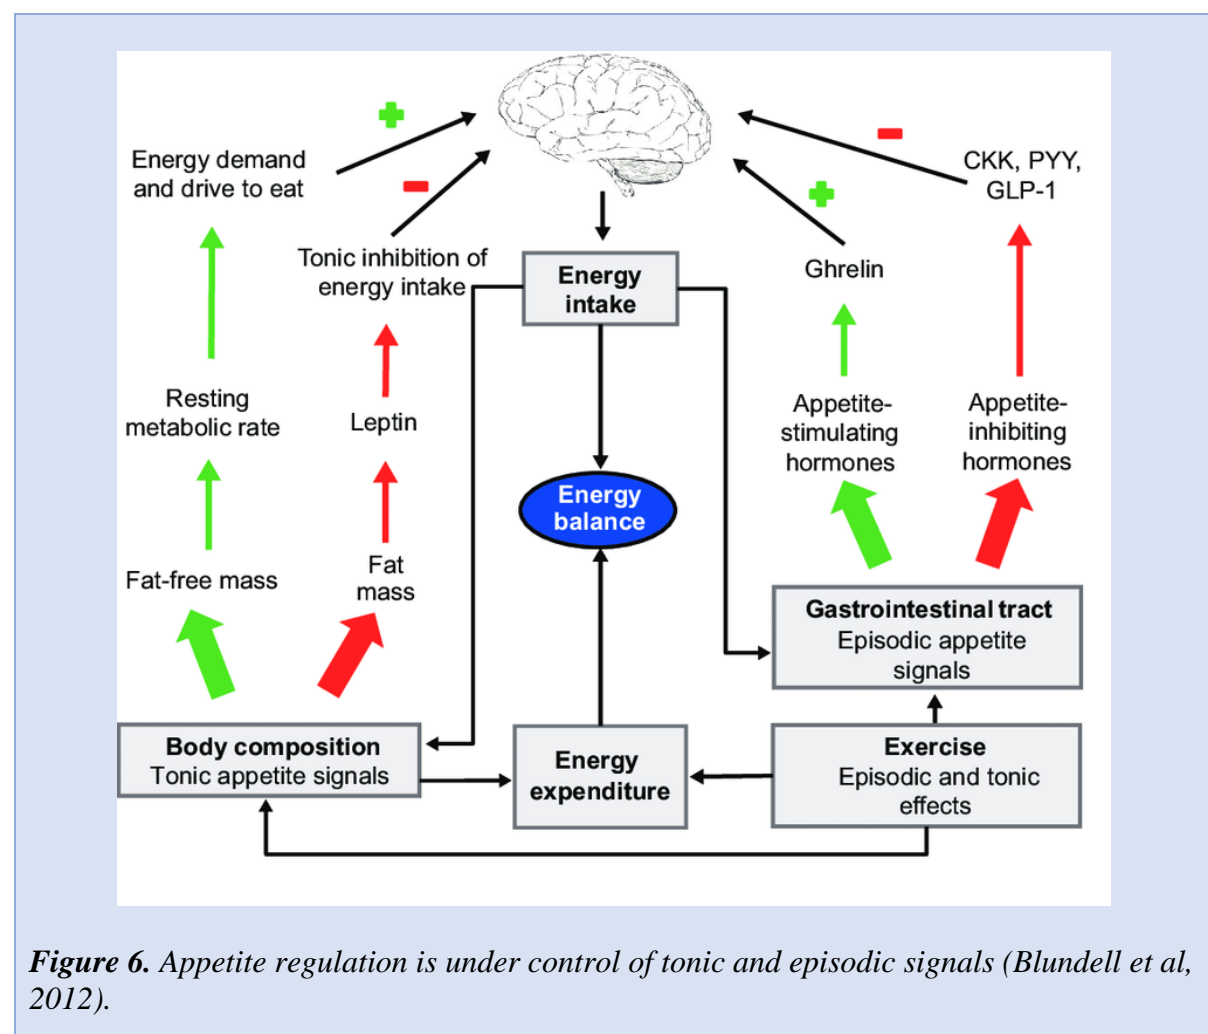 Energy demand
and drive to eat
Tonic inhibition of
energy intake
Resting
metabolic rate
Leptin
Fat-free mass
Fat
mass
Body composition
Tonic appetite signals
Energy
intake
Energy
balance
Energy
expenditure
CKK, PYY,
GLP-1
Ghrelin
Appetite-
stimulating
hormones
Appetite-
inhibiting
hormones
Gastrointestinal tract
Episodic appetite
signals
Exercise
Episodic and tonic
effects
Figure 6. Appetite regulation is under control of tonic and episodic signals (Blundell et al,
2012).